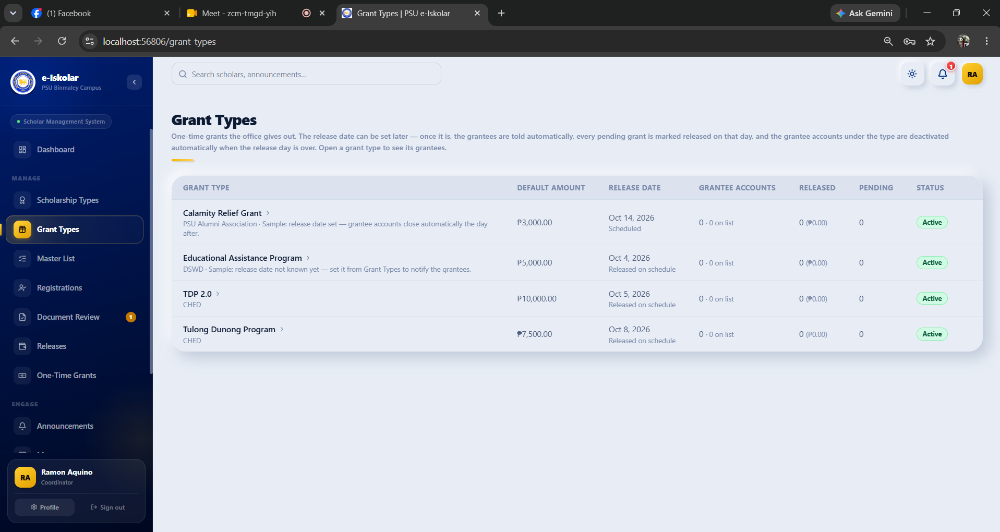 (1) Facebook
Meet - zcm-tmgd-yih
Grant Types | PSU e-Iskolar
Ask Gemini
localhost:56806/grant-types
e-Iskolar
PSU Binmaley Campus
Scholar Management System
Dashboard
MANAGE
Scholarship Types
Grant Types
Master List
Registrations
Document Review
1
Releases
One-Time Grants
ENGAGE
Announcements
RA
Ramon Aquino
Coordinator
Profile
Sign out
Search scholars, announcements...
1
RA
Grant Types
One-time grants the office gives out. The release date can be set later — once it is, the grantees are told automatically, every pending grant is marked released on that day, and the grantee accounts under the type are deactivated
automatically when the release day is over. Open a grant type to see its grantees.
GRANT TYPE DEFAULT AMOUNT RELEASE DATE GRANTEE ACCOUNTS RELEASED PENDING STATUS
Calamity Relief Grant
PSU Alumni Association · Sample: release date set — grantee accounts close automatically the day
after.
₱3,000.00
Oct 14, 2026
Scheduled
0 · 0 on list
0 (₱0.00)
0
Active
Educational Assistance Program
DSWD · Sample: release date not known yet — set it from Grant Types to notify the grantees.
₱5,000.00
Oct 4, 2026
Released on schedule
0 · 0 on list
0 (₱0.00)
0
Active
TDP 2.0
CHED
₱10,000.00
Oct 5, 2026
Released on schedule
0 · 0 on list
0 (₱0.00)
0
Active
Tulong Dunong Program
CHED
₱7,500.00
Oct 8, 2026
Released on schedule
0 · 0 on list
0 (₱0.00)
0
Active